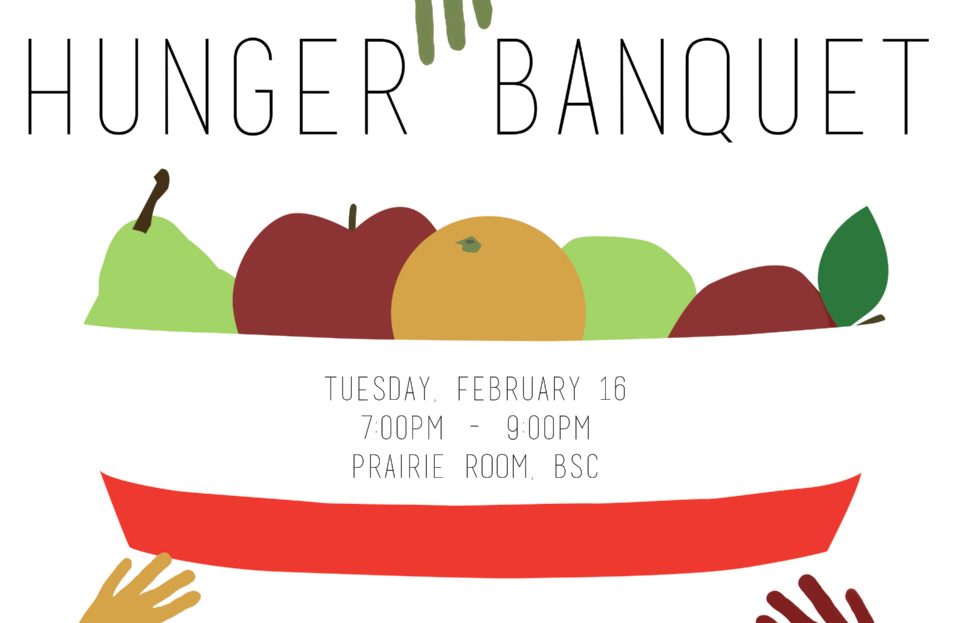 HUNGER BANQUET
TUESDAY, FEBRUARY 16
7:00PM - 9:00PM
PRAIRIE ROOM, BSC